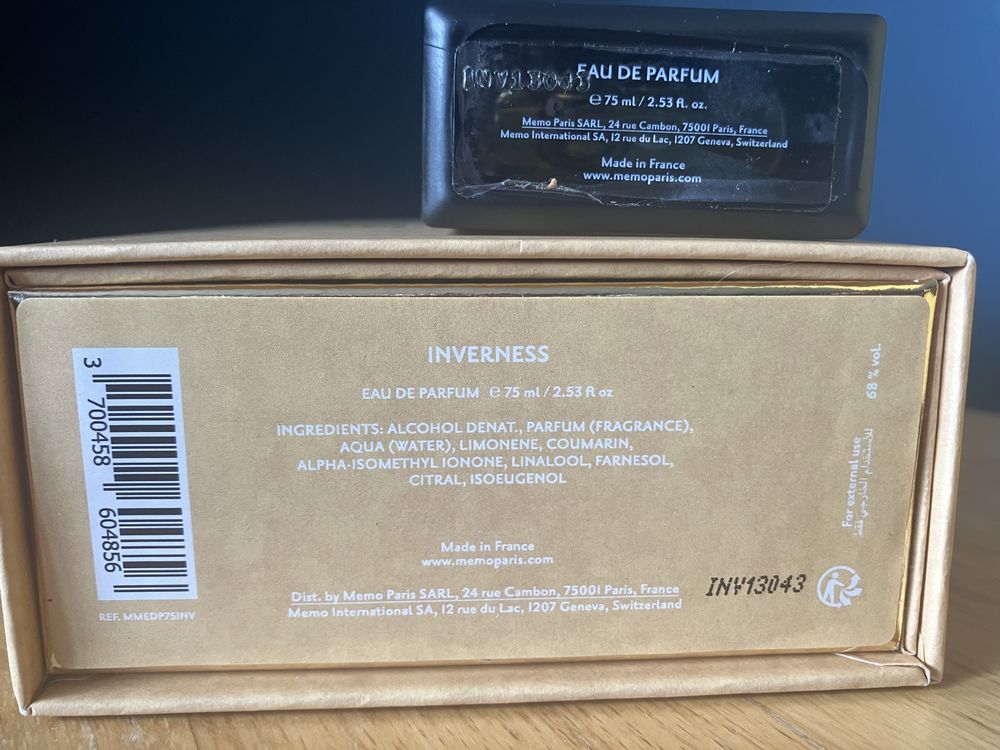 INV13043
EAU DE PARFUM
e 75 ml / 2.53 fl. oz.
Memo Paris SARL, 24 rue Cambon, 75001 Paris, France
Memo International SA, 12 rue du Lac, 1207 Geneva, Switzerland
Made in France
www.memoparis.com
INVERNESS
EAU DE PARFUM e 75 ml / 2.53 fl oz
INGREDIENTS: ALCOHOL DENAT., PARFUM (FRAGRANCE),
AQUA (WATER), LIMONENE, COUMARIN,
ALPHA-ISOMETHYL IONONE, LINALOOL, FARNESOL,
CITRAL, ISOEUGENOL
Made in France
www.memoparis.com
Dist. by Memo Paris SARL, 24 rue Cambon, 75001 Paris, France
Memo International SA, 12 rue du Lac, 1207 Geneva, Switzerland
3 700458 604856
REF. MMEDP75INV
68 % vol.
For external use
للاستخدام الخارجي فقط
INV13043